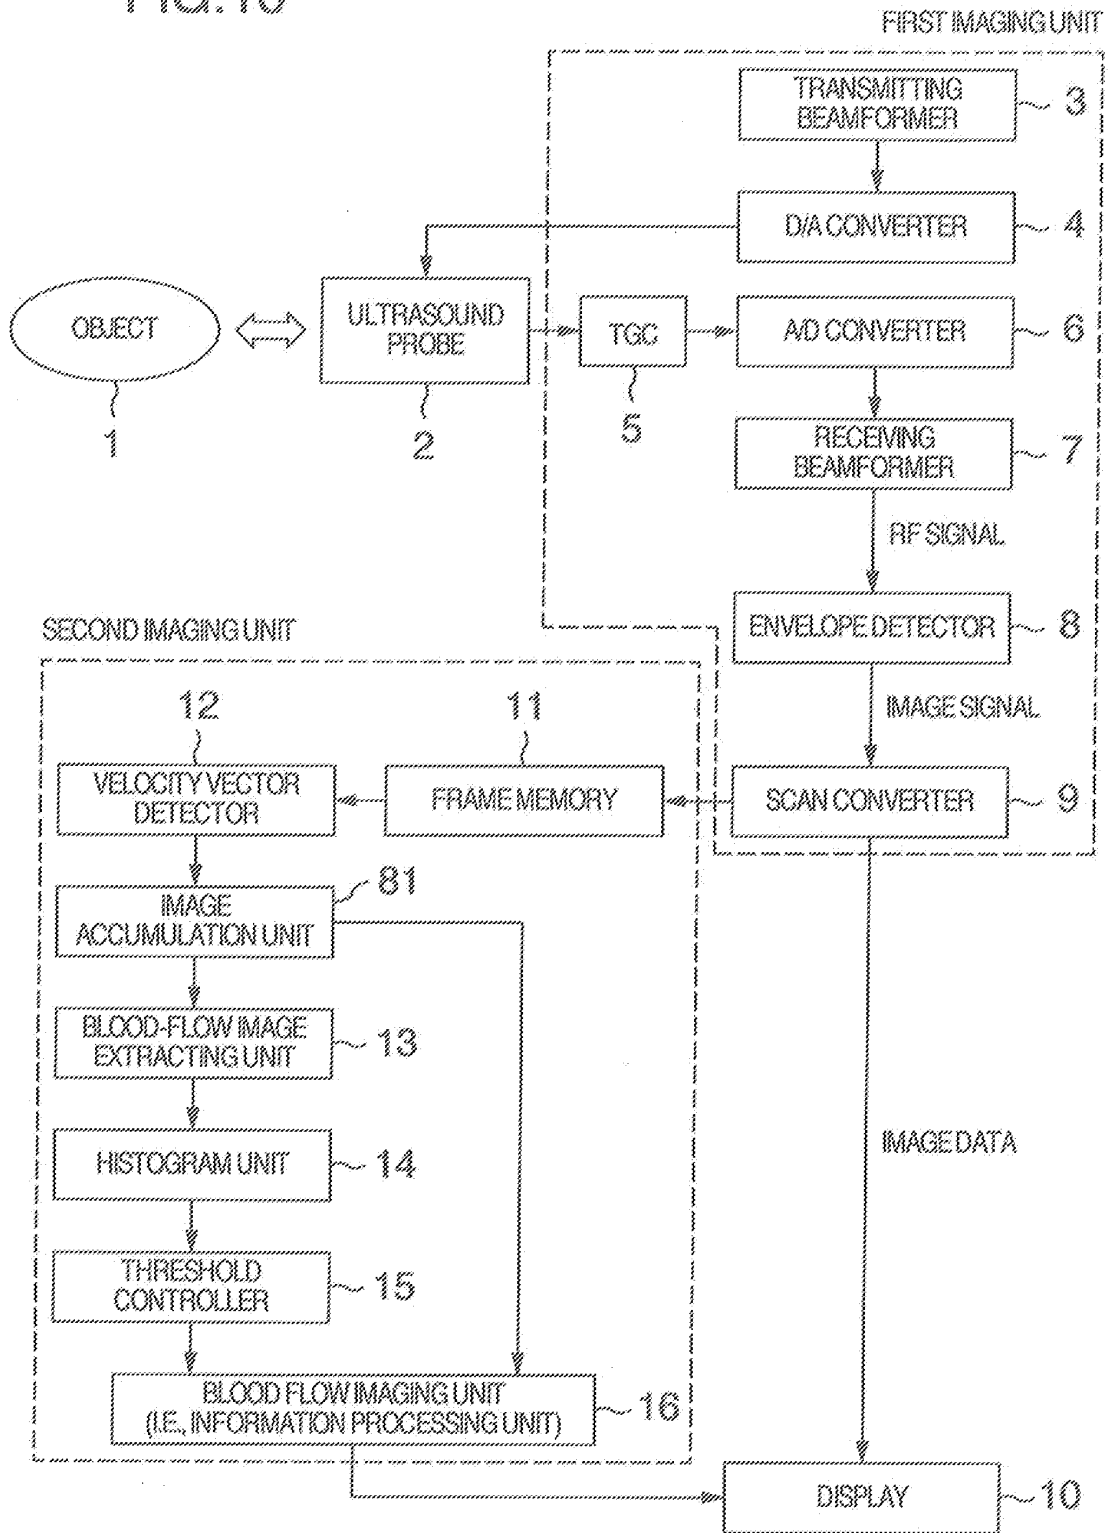 FIRST IMAGING UNIT
TRANSMITTING
BEAMFORMER
3
D/A CONVERTER
4
OBJECT
1
ULTRASOUND
PROBE
2
TGC
5
A/D CONVERTER
6
RECEIVING
BEAMFORMER
7
RF SIGNAL
ENVELOPE DETECTOR
8
IMAGE SIGNAL
SCAN CONVERTER
9
SECOND IMAGING UNIT
12
VELOCITY VECTOR
DETECTOR
11
FRAME MEMORY
81
IMAGE
ACCUMULATION UNIT
BLOOD-FLOW IMAGE
EXTRACTING UNIT
13
HISTOGRAM UNIT
14
THRESHOLD
CONTROLLER
15
BLOOD FLOW IMAGING UNIT
(I.E., INFORMATION PROCESSING UNIT)
16
IMAGE DATA
DISPLAY
10